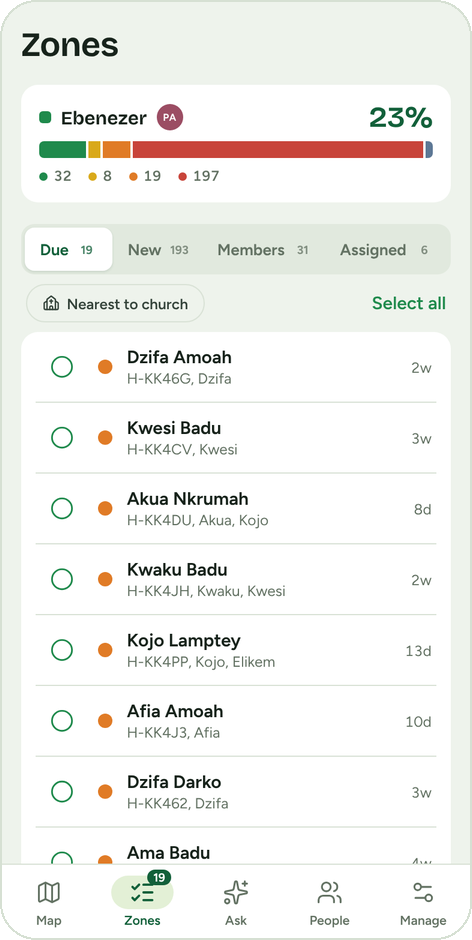 Zones
Ebenezer PA 23%
32 8 19 197
Due 19 New 193 Members 31 Assigned 6
Nearest to church Select all
Dzifa Amoah
H-KK46G, Dzifa 2w
Kwesi Badu
H-KK4CV, Kwesi 3w
Akua Nkrumah
H-KK4DU, Akua, Kojo 8d
Kwaku Badu
H-KK4JH, Kwaku, Kwesi 2w
Kojo Lamptey
H-KK4PP, Kojo, Elikem 13d
Afia Amoah
H-KK4J3, Afia 10d
Dzifa Darko
H-KK462, Dzifa 3w
Ama Badu
4w
19
Map Zones Ask People Manage